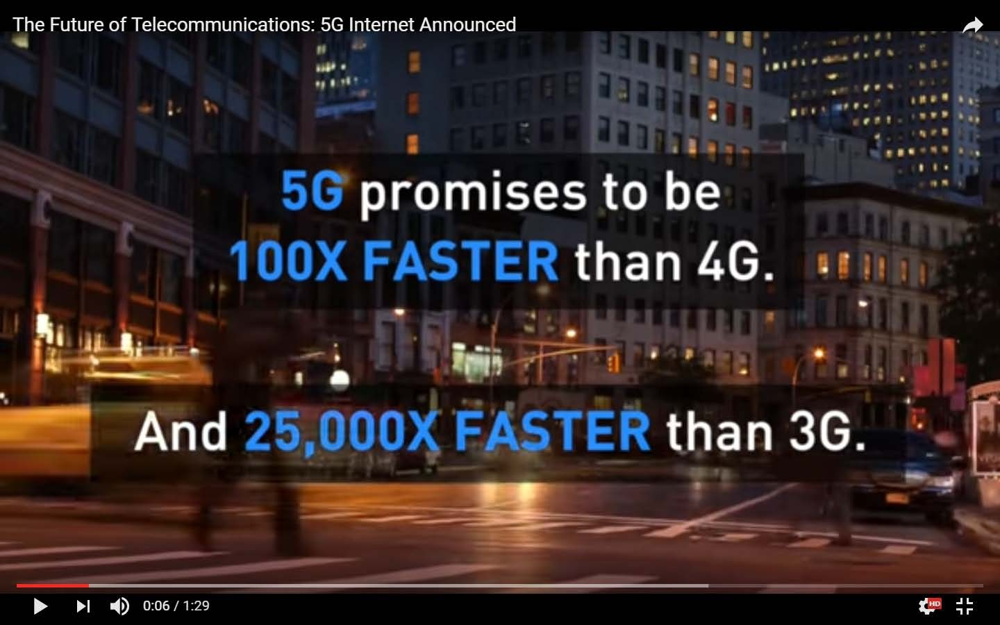 The Future of Telecommunications: 5G Internet Announced
5G promises to be
100X FASTER than 4G.
And 25,000X FASTER than 3G.
0:06 / 1:29
HD